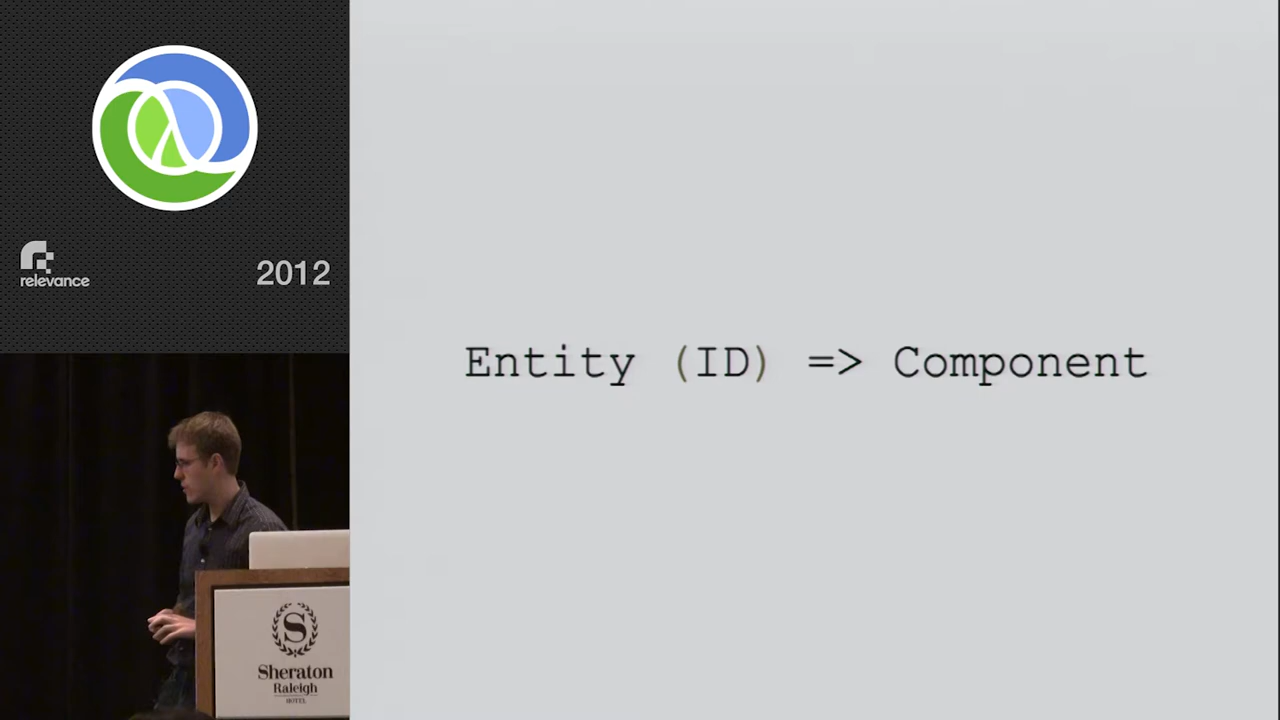 relevance
2012
Entity (ID) => Component
S
Sheraton
Raleigh
HOTEL